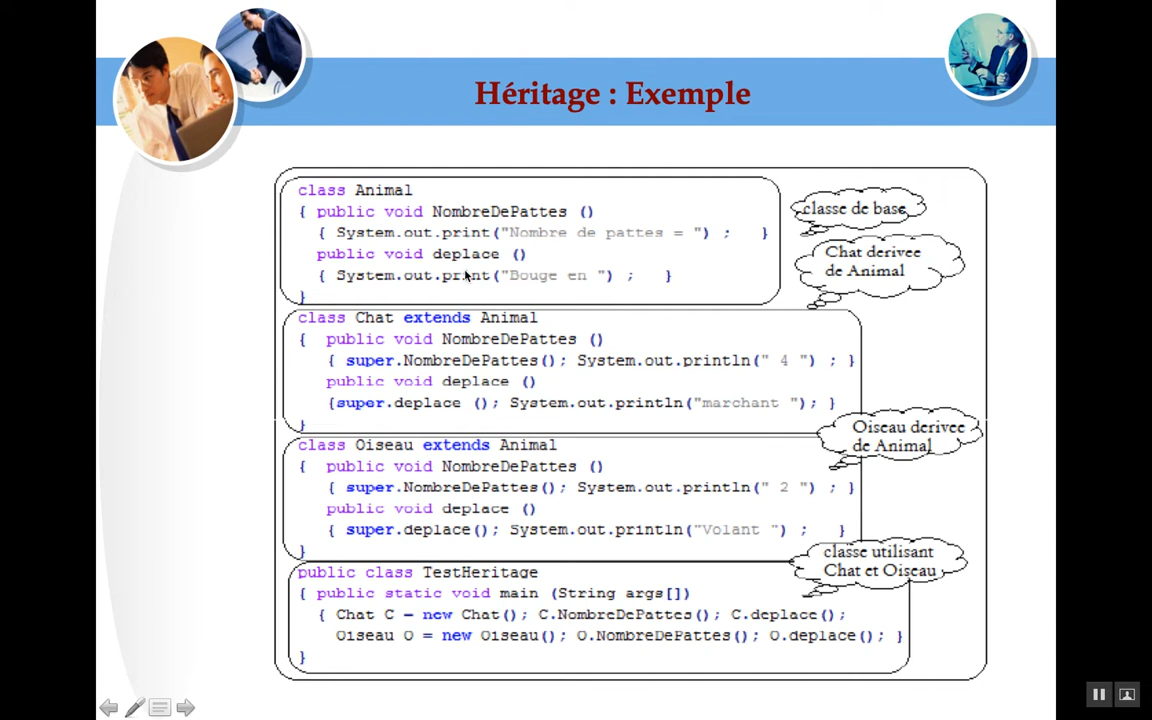 Héritage : Exemple
class Animal
{ public void NombreDePattes ()
{ System.out.print("Nombre de pattes = ") ; }
public void deplace ()
{ System.out.print("Bouge en ") ; }
}
classe de base
Chat derivee
de Animal
class Chat extends Animal
{ public void NombreDePattes ()
{ super.NombreDePattes(); System.out.println(" 4 ") ; }
public void deplace ()
{super.deplace (); System.out.println("marchant "); }
}
Oiseau derivee
de Animal
class Oiseau extends Animal
{ public void NombreDePattes ()
{ super.NombreDePattes(); System.out.println(" 2 ") ; }
public void deplace ()
{ super.deplace(); System.out.println("Volant ") ; }
}
classe utilisant
Chat et Oiseau
public class TestHeritage
{ public static void main (String args[])
{ Chat C = new Chat(); C.NombreDePattes(); C.deplace();
Oiseau O = new Oiseau(); O.NombreDePattes(); O.deplace(); }
}